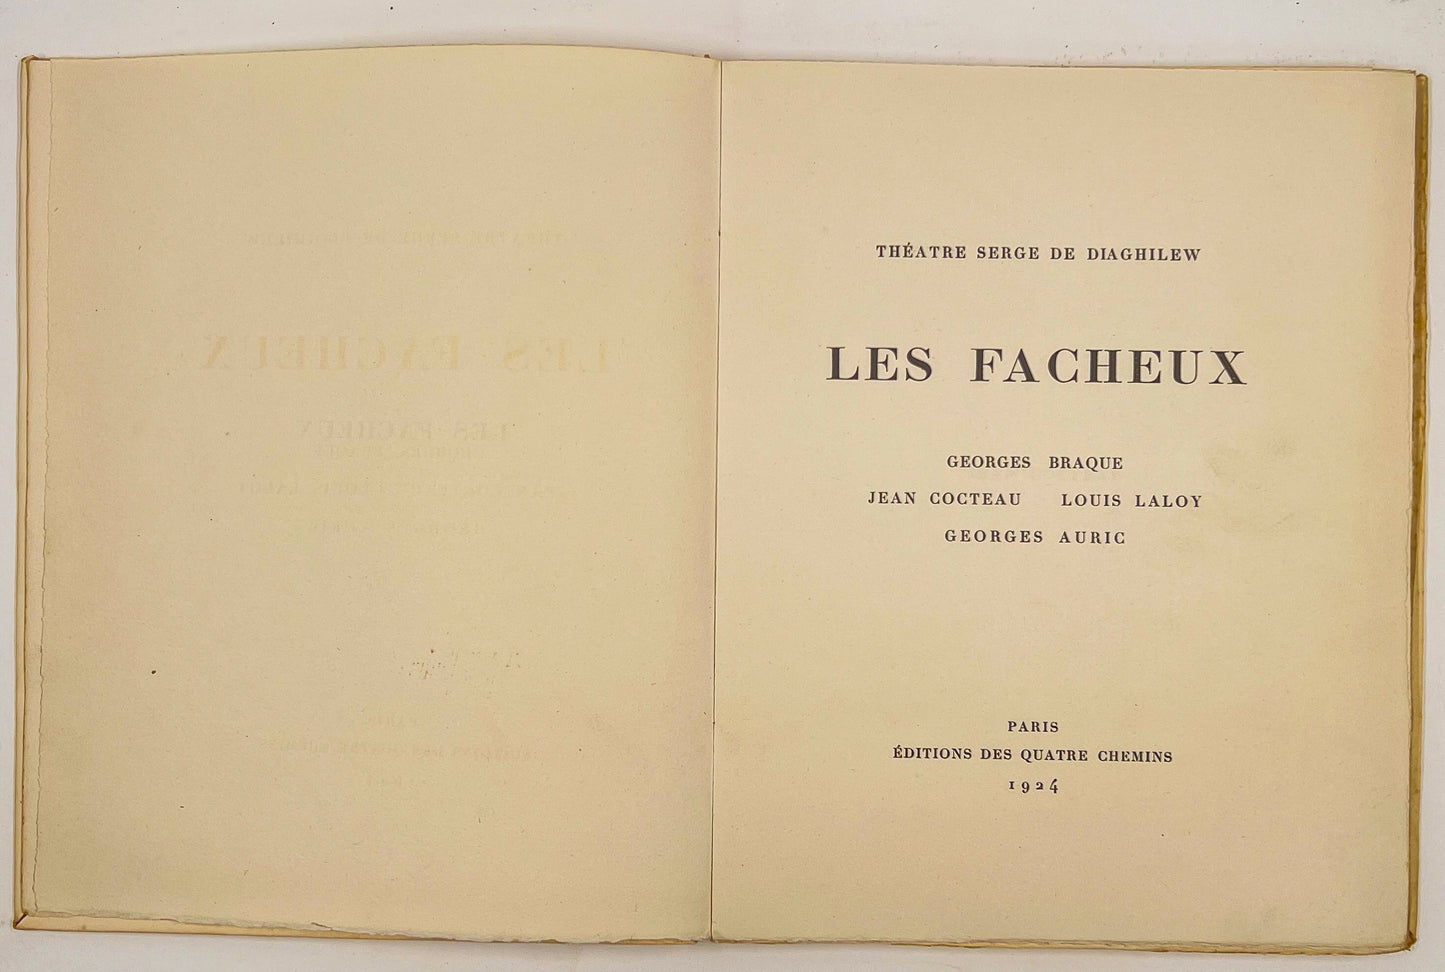 THÉATRE SERGE DE DIAGHILEW
LES FACHEUX
GEORGES BRAQUE
JEAN COCTEAU LOUIS LALOY
GEORGES AURIC
PARIS
ÉDITIONS DES QUATRE CHEMINS
1924